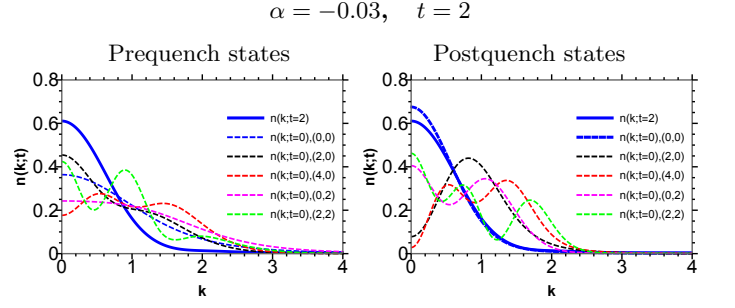 α = −0.03, t = 2
Prequench states
n(k;t)
0.8
0.6
0.4
0.2
0
0 1 2 3 4
k
n(k;t=2)
n(k;t=0),(0,0)
n(k;t=0),(2,0)
n(k;t=0),(4,0)
n(k;t=0),(0,2)
n(k;t=0),(2,2)
Postquench states
n(k;t)
0.8
0.6
0.4
0.2
0
0 1 2 3 4
k
n(k;t=2)
n(k;t=0),(0,0)
n(k;t=0),(2,0)
n(k;t=0),(4,0)
n(k;t=0),(0,2)
n(k;t=0),(2,2)